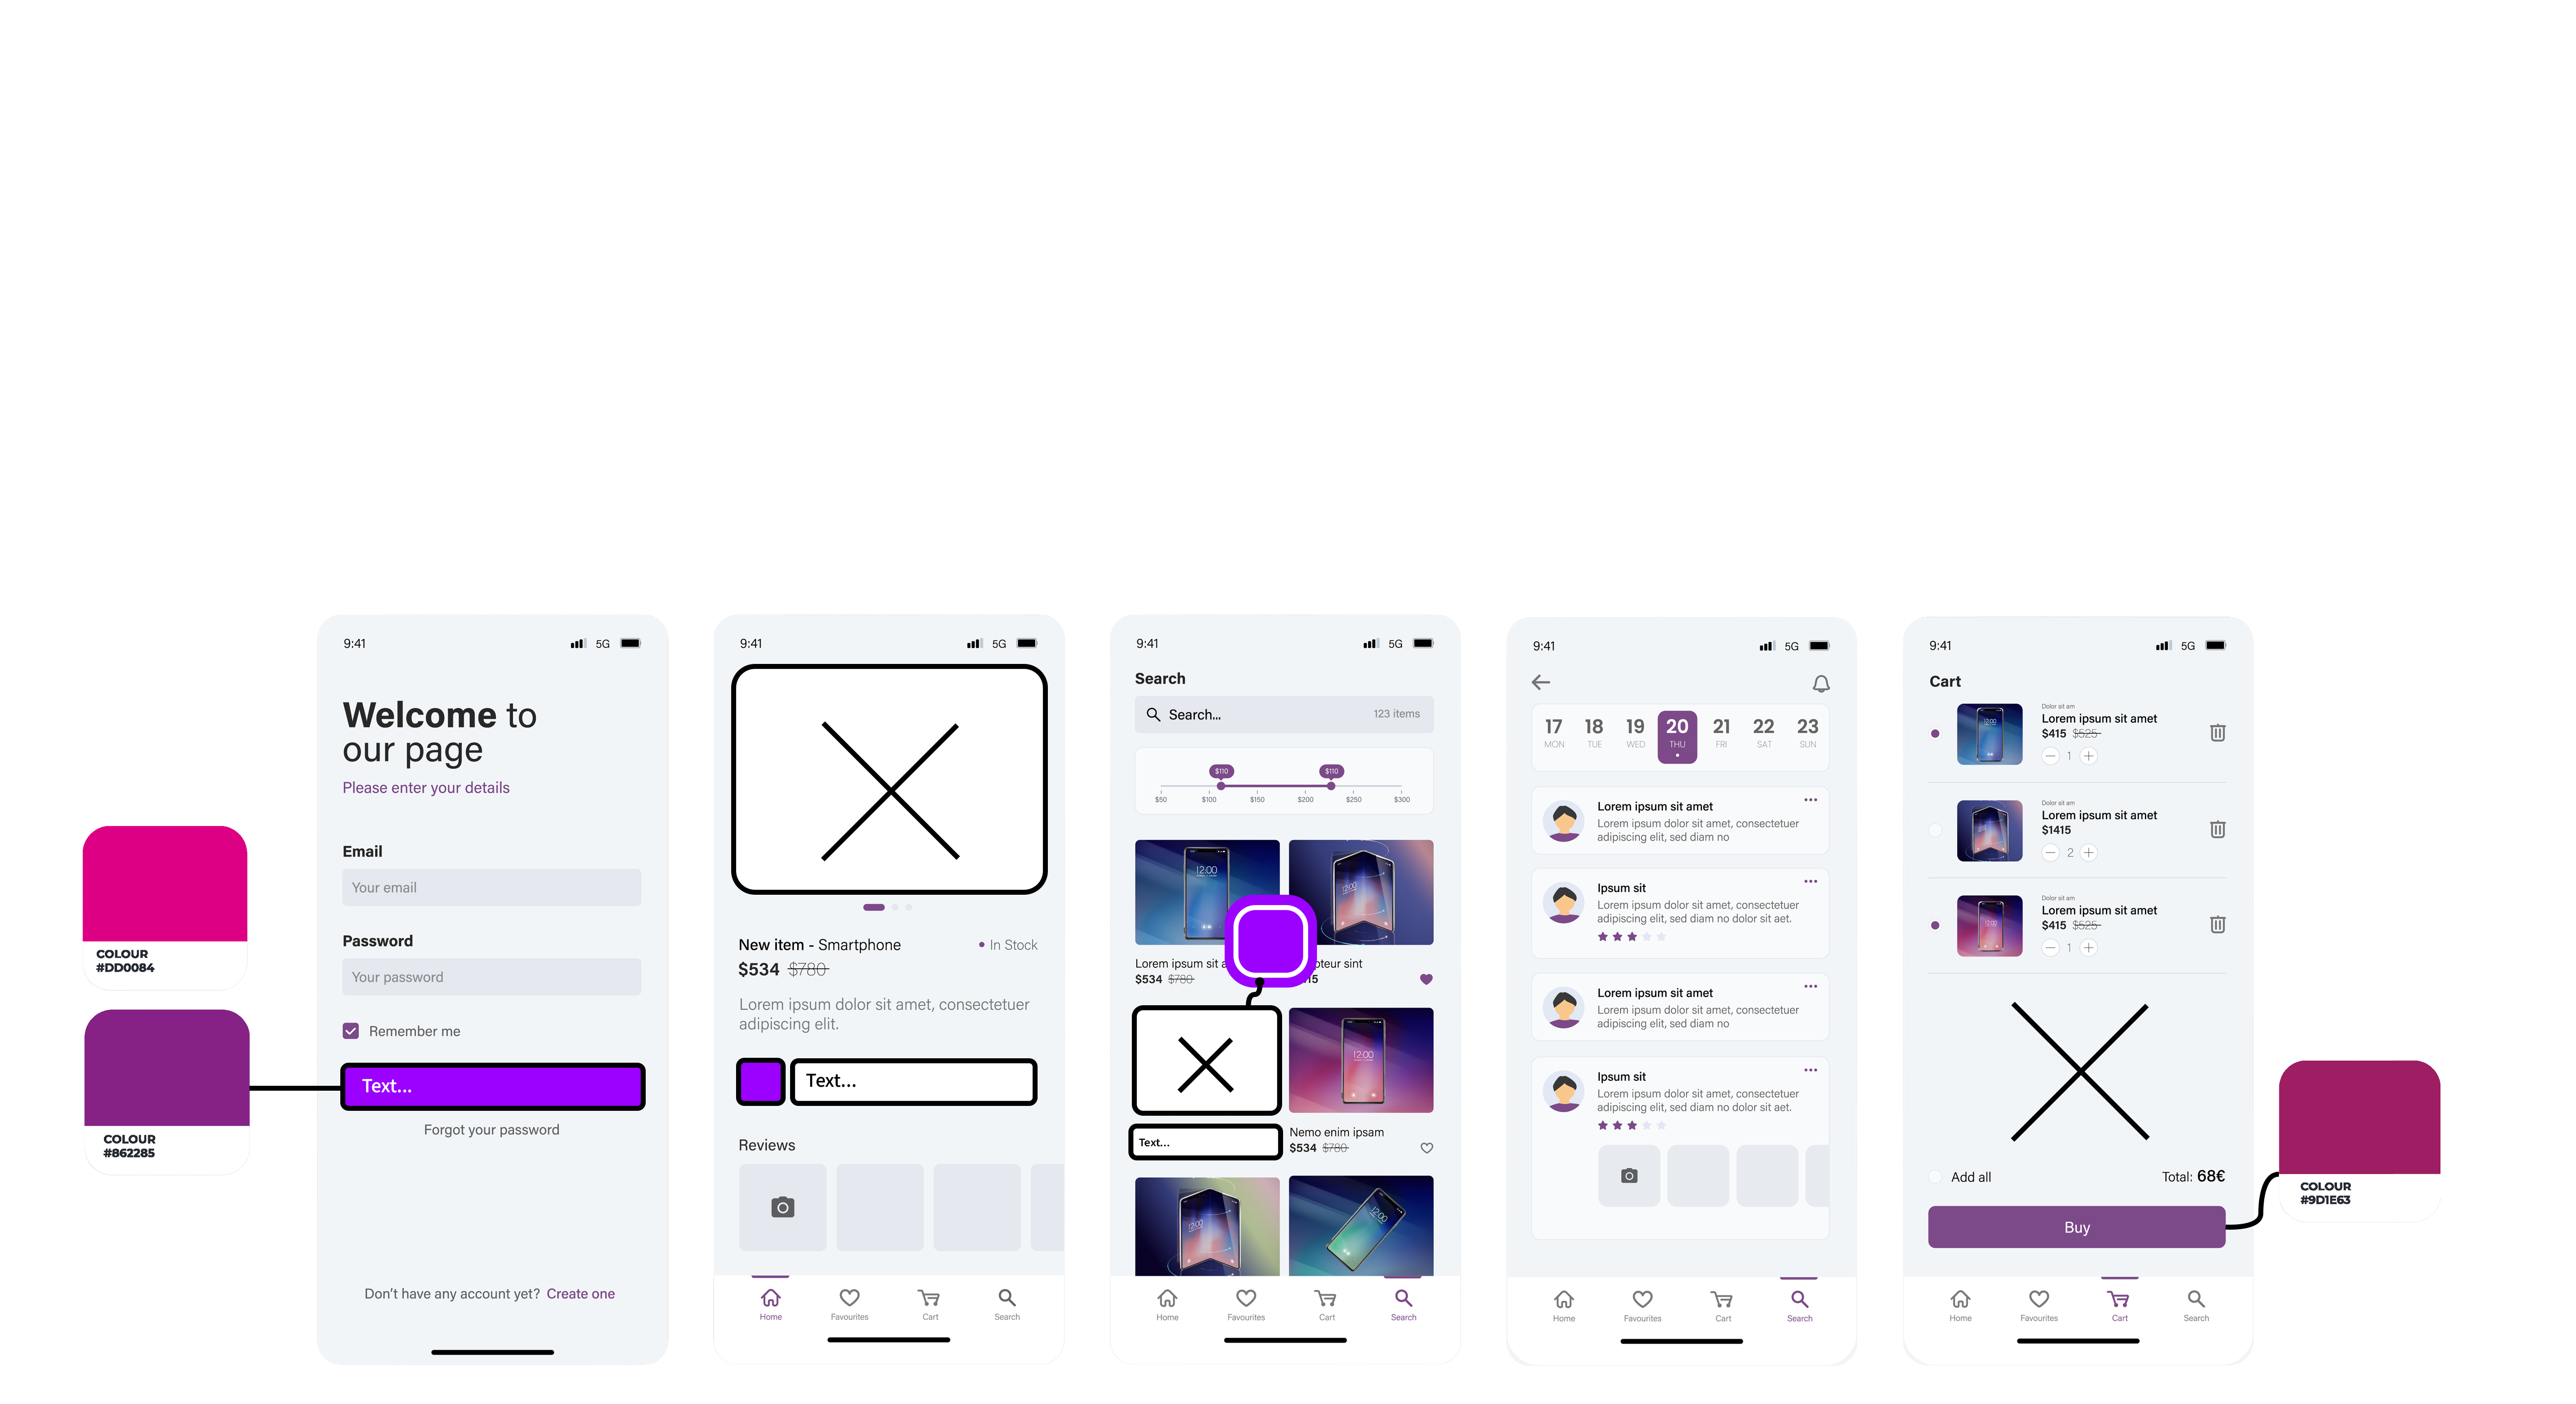 COLOUR
#DD0084
COLOUR
#862285
9:41
5G
Welcome to
our page
Please enter your details
Email
Your email
Password
Your password
Remember me
Text...
Forgot your password
Don't have any account yet? Create one
9:41
5G
New item - Smartphone
In Stock
$534 $780
Lorem ipsum dolor sit amet, consectetuer
adipiscing elit.
Text...
Reviews
Home
Favourites
Cart
Search
9:41
5G
Search
Search...
123 items
$110
$110
$50
$100
$150
$200
$250
$300
12:00
12:00
Lorem ipsum sit a
oteur sint
$534 $780
15
12:00
Text...
Nemo enim ipsam
$534 $780
12:00
12:00
Home
Favourites
Cart
Search
9:41
5G
17
18
19
20
21
22
23
MON
TUE
WED
THU
FRI
SAT
SUN
Lorem ipsum sit amet
Lorem ipsum dolor sit amet, consectetuer
adipiscing elit, sed diam no
Ipsum sit
Lorem ipsum dolor sit amet, consectetuer
adipiscing elit, sed diam no dolor sit aet.
Lorem ipsum sit amet
Lorem ipsum dolor sit amet, consectetuer
adipiscing elit, sed diam no
Ipsum sit
Lorem ipsum dolor sit amet, consectetuer
adipiscing elit, sed diam no dolor sit aet.
Home
Favourites
Cart
Search
9:41
5G
Cart
Dolor sit am
Lorem ipsum sit amet
$415 $525
1
Dolor sit am
Lorem ipsum sit amet
$1415
2
Dolor sit am
Lorem ipsum sit amet
$415 $525
1
Add all
Total: 68€
Buy
Home
Favourites
Cart
Search
COLOUR
#9D1E63